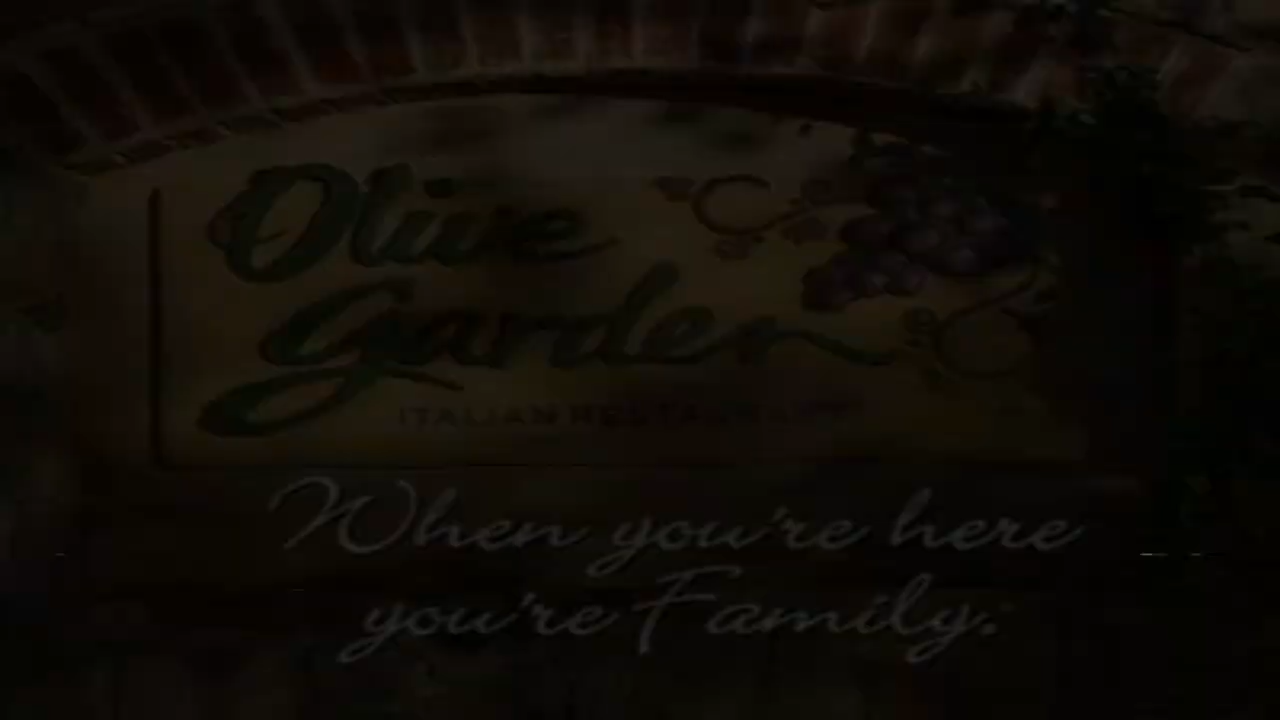 Olive
Garden
ITALIAN RESTAURANT
When you're here
you're Family.